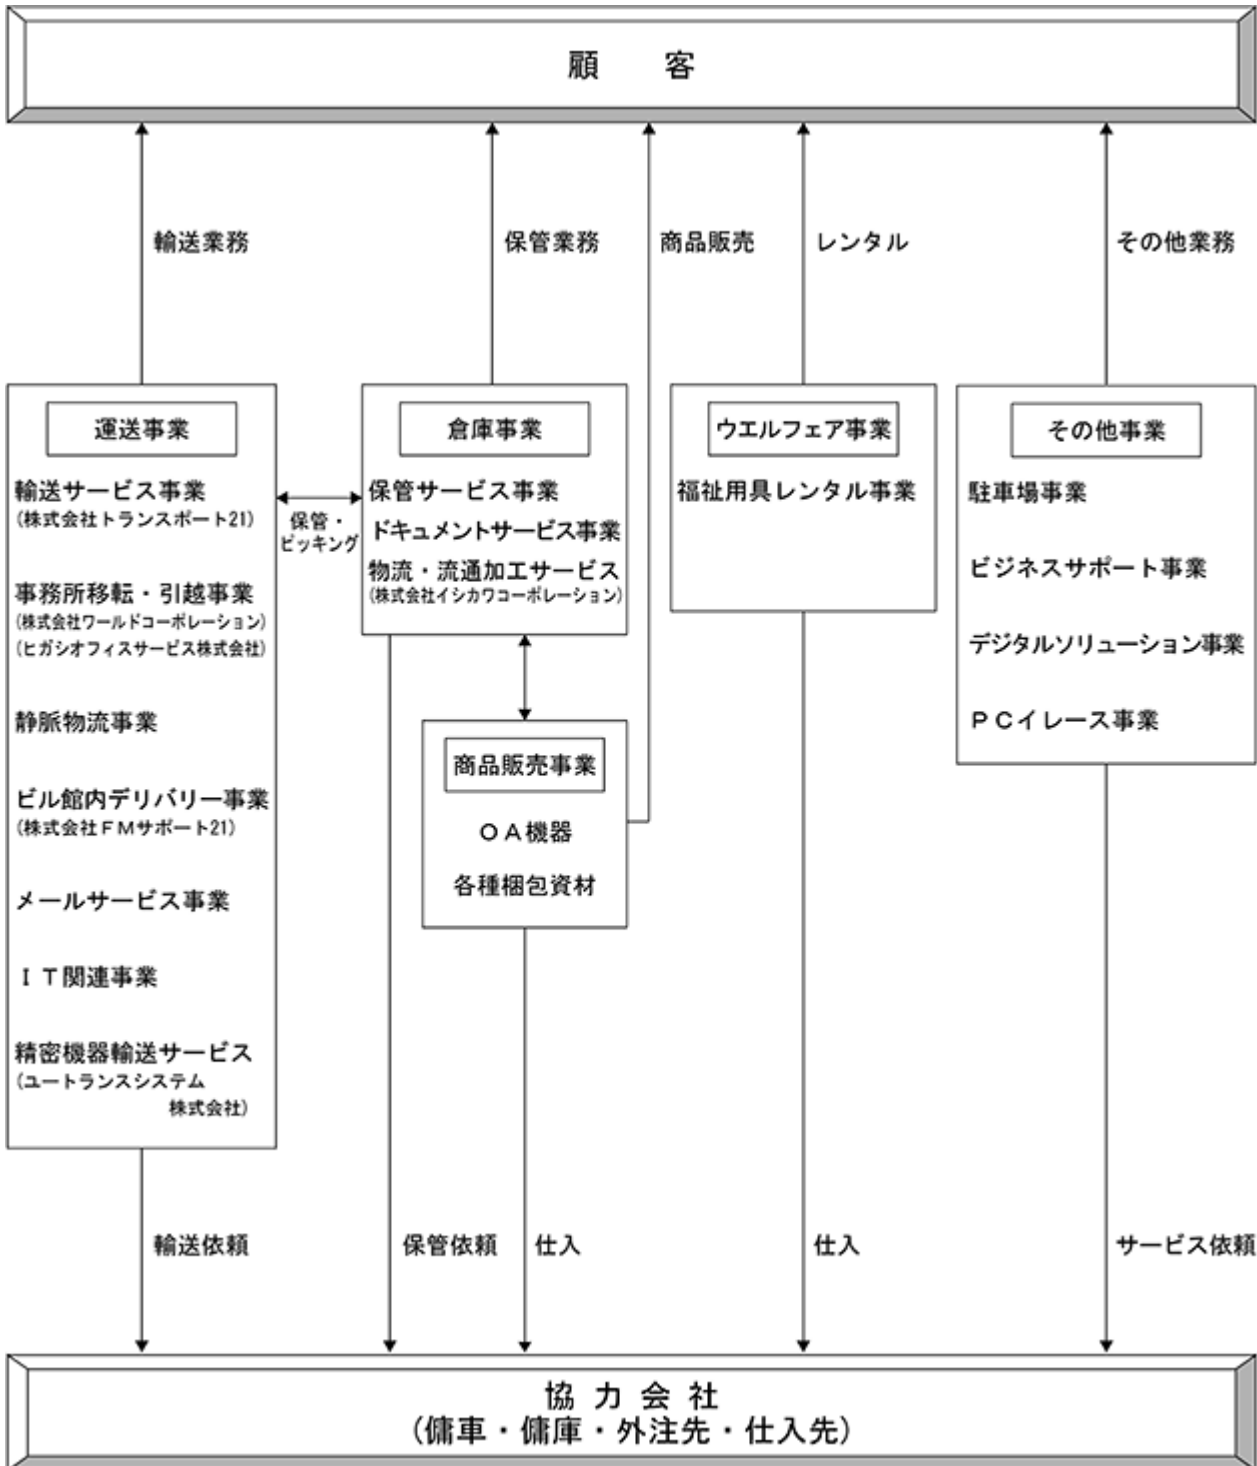 顧　客
輸送業務
保管業務
商品販売
レンタル
その他業務
運送事業
輸送サービス事業
(株式会社トランスポート21)
事務所移転・引越事業
(株式会社ワールドコーポレーション)
(ヒガシオフィスサービス株式会社)
静脈物流事業
ビル館内デリバリー事業
(株式会社ＦＭサポート21)
メールサービス事業
ＩＴ関連事業
精密機器輸送サービス
(ユートランスシステム
株式会社)
保管・
ピッキング
倉庫事業
保管サービス事業
ドキュメントサービス事業
物流・流通加工サービス
(株式会社イシカワコーポレーション)
商品販売事業
ＯＡ機器
各種梱包資材
ウエルフェア事業
福祉用具レンタル事業
その他事業
駐車場事業
ビジネスサポート事業
デジタルソリューション事業
ＰＣイレース事業
輸送依頼
保管依頼
仕入
仕入
サービス依頼
協 力 会 社
(傭車・傭庫・外注先・仕入先)